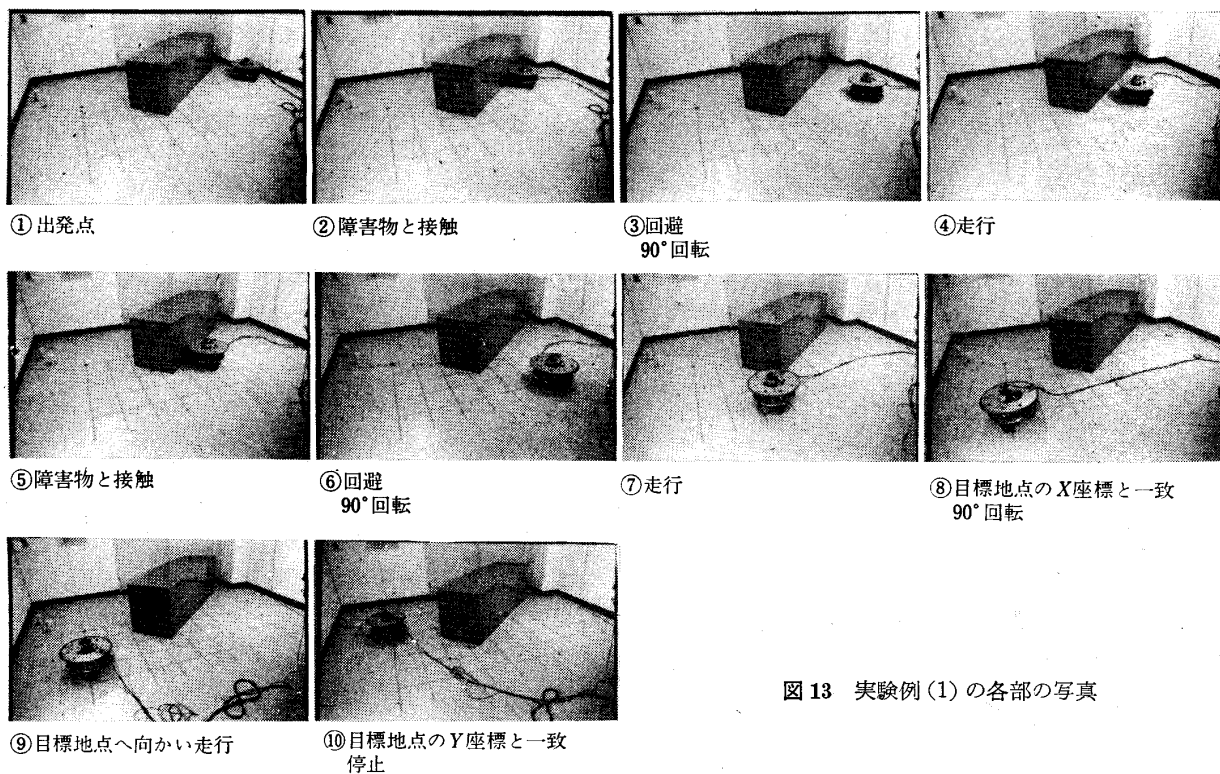 ①出発点
②障害物と接触
③回避
90°回転
④走行
⑤障害物と接触
⑥回避
90°回転
⑦走行
⑧目標地点のX座標と一致
90°回転
⑨目標地点へ向かい走行
⑩目標地点のY座標と一致
停止
図13 実験例(1)の各部の写真